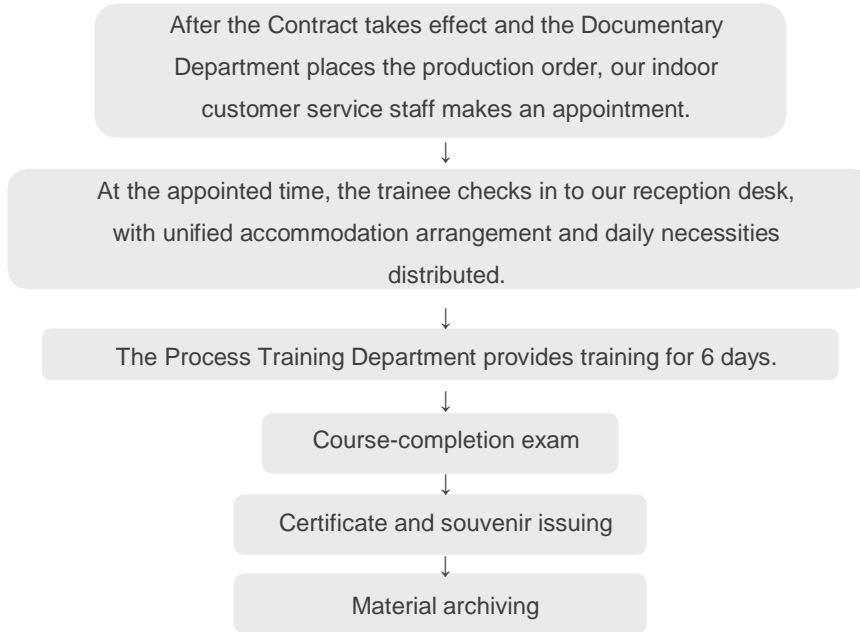 After the Contract takes effect and the Documentary
Department places the production order, our indoor
customer service staff makes an appointment.
↓
At the appointed time, the trainee checks in to our reception desk,
with unified accommodation arrangement and daily necessities
distributed.
↓
The Process Training Department provides training for 6 days.
↓
Course-completion exam
↓
Certificate and souvenir issuing
↓
Material archiving